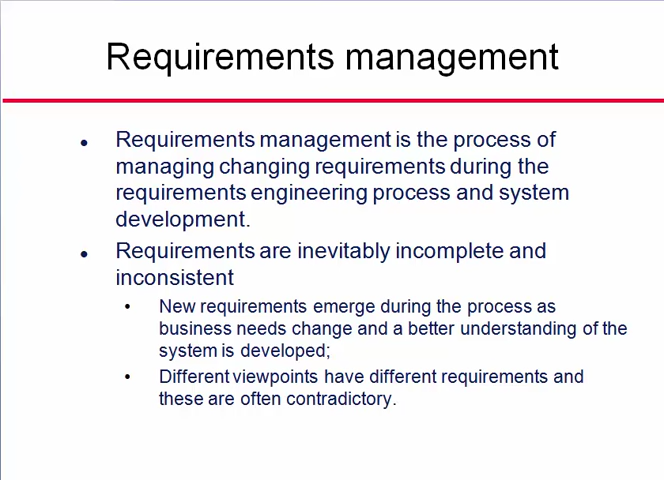 Requirements management
• Requirements management is the process of
managing changing requirements during the
requirements engineering process and system
development.
• Requirements are inevitably incomplete and
inconsistent
• New requirements emerge during the process as
business needs change and a better understanding of the
system is developed;
• Different viewpoints have different requirements and
these are often contradictory.